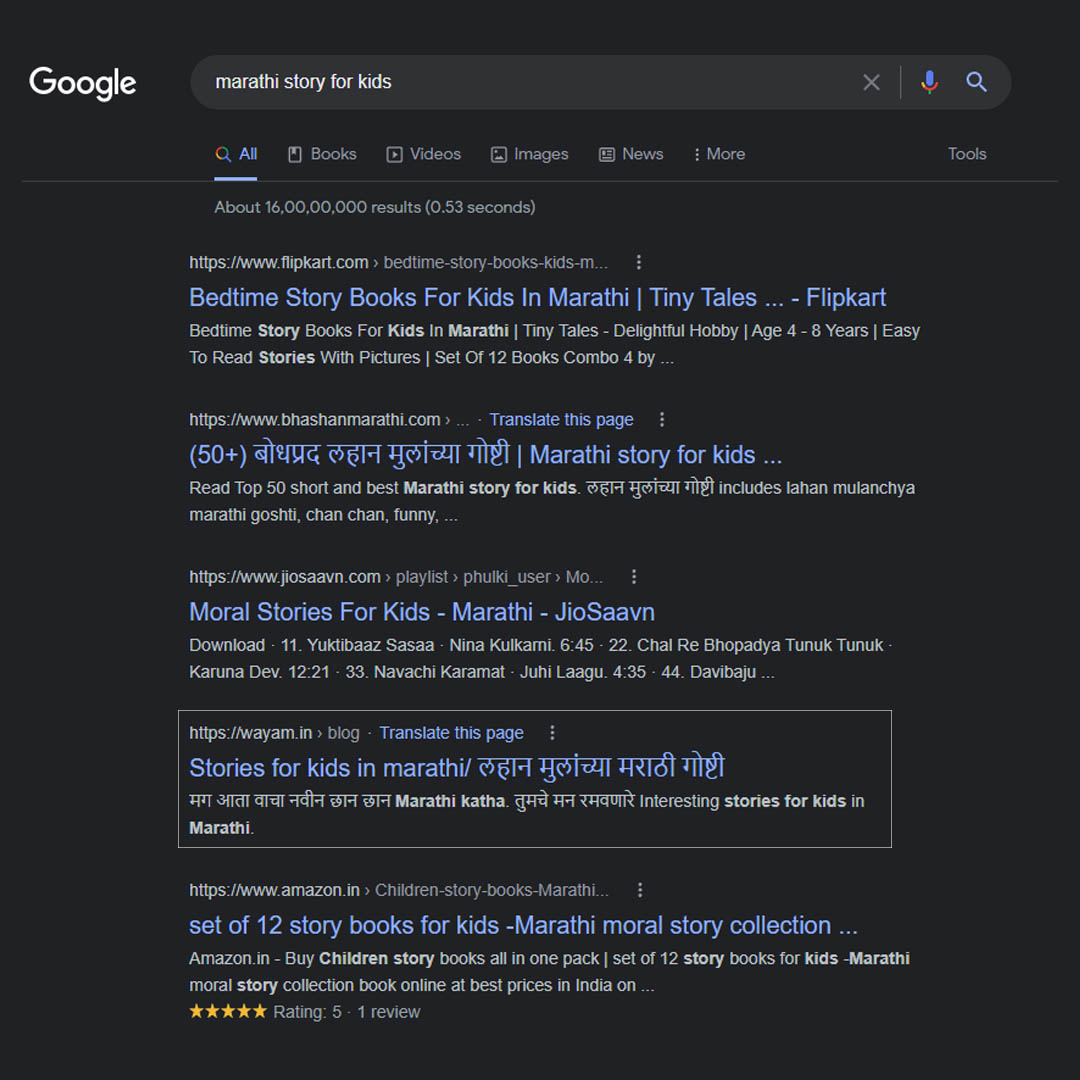 Google
marathi story for kids
All Books Videos Images News More Tools
About 16,00,00,000 results (0.53 seconds)
https://www.flipkart.com › bedtime-story-books-kids-m...
Bedtime Story Books For Kids In Marathi | Tiny Tales ... - Flipkart
Bedtime Story Books For Kids In Marathi | Tiny Tales - Delightful Hobby | Age 4 - 8 Years | Easy
To Read Stories With Pictures | Set Of 12 Books Combo 4 by ...
https://www.bhashanmarathi.com › ... · Translate this page
(50+) बोधप्रद लहान मुलांच्या गोष्टी | Marathi story for kids ...
Read Top 50 short and best Marathi story for kids. लहान मुलांच्या गोष्टी includes lahan mulanchya
marathi goshti, chan chan, funny, ...
https://www.jiosaavn.com › playlist › phulki_user › Mo...
Moral Stories For Kids - Marathi - JioSaavn
Download · 11. Yuktibaaz Sasaa · Nina Kulkarni. 6:45 · 22. Chal Re Bhopadya Tunuk Tunuk ·
Karuna Dev. 12:21 · 33. Navachi Karamat · Juhi Laagu. 4:35 · 44. Davibaju ...
https://wayam.in › blog · Translate this page
Stories for kids in marathi/ लहान मुलांच्या मराठी गोष्टी
मग आता वाचा नवीन छान छान Marathi katha. तुमचे मन रमवणारे Interesting stories for kids in
Marathi.
https://www.amazon.in › Children-story-books-Marathi...
set of 12 story books for kids -Marathi moral story collection ...
Amazon.in - Buy Children story books all in one pack | set of 12 story books for kids -Marathi
moral story collection book online at best prices in India on ...
★★★★★ Rating: 5 · 1 review